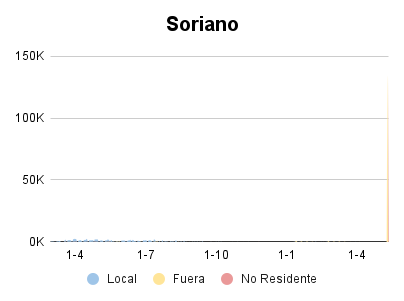 Soriano
150K
100K
50K
0K
1-4 1-7 1-10 1-1 1-4
Local Fuera No Residente